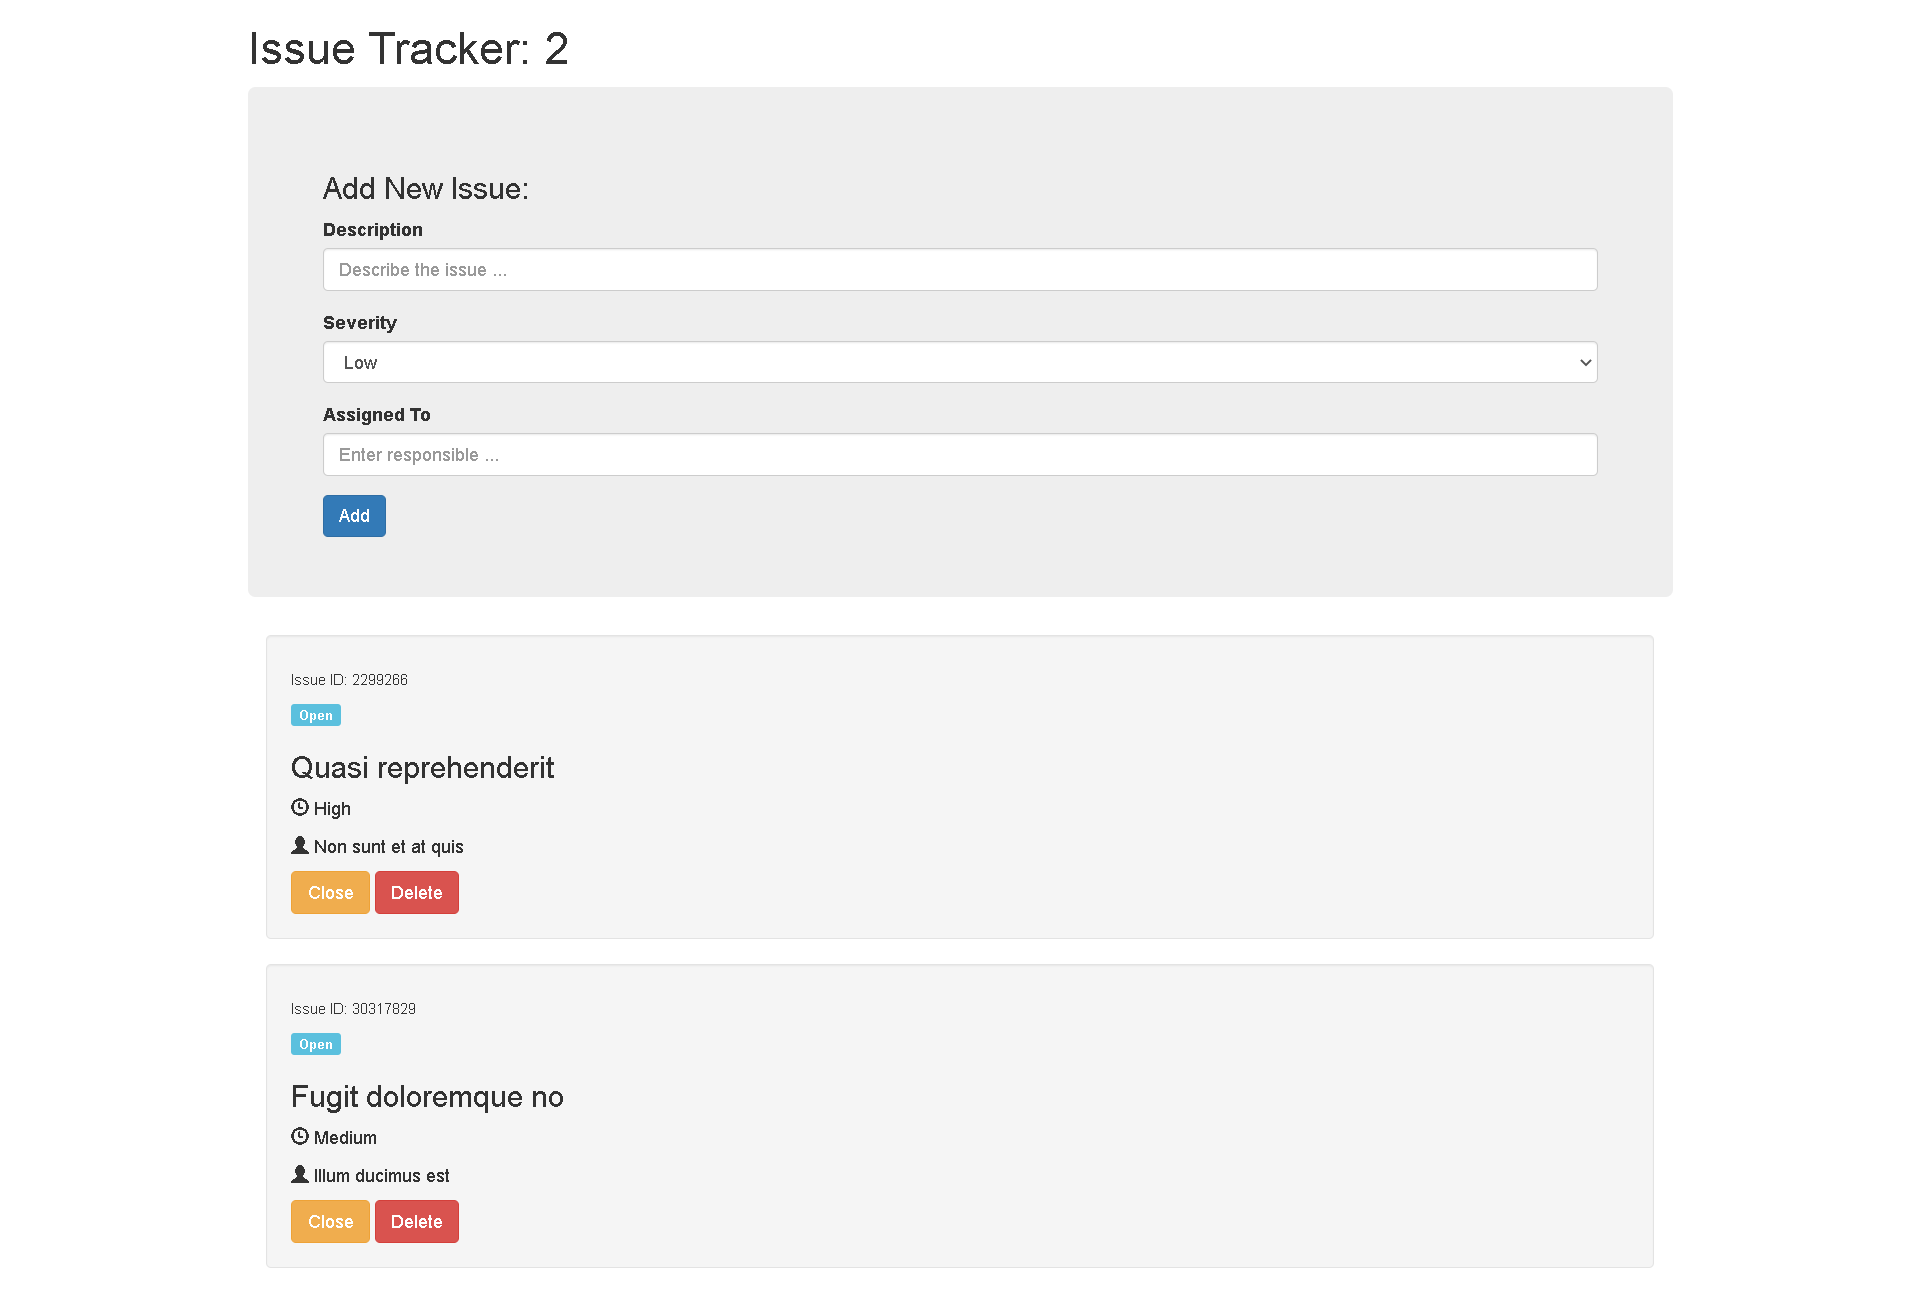 Issue Tracker: 2
Add New Issue:
Description
Describe the issue ...
Severity
Low
Assigned To
Enter responsible ...
Add
Issue ID: 2299266
Open
Quasi reprehenderit
High
Non sunt et at quis
Close Delete
Issue ID: 30317829
Open
Fugit doloremque no
Medium
Illum ducimus est
Close Delete